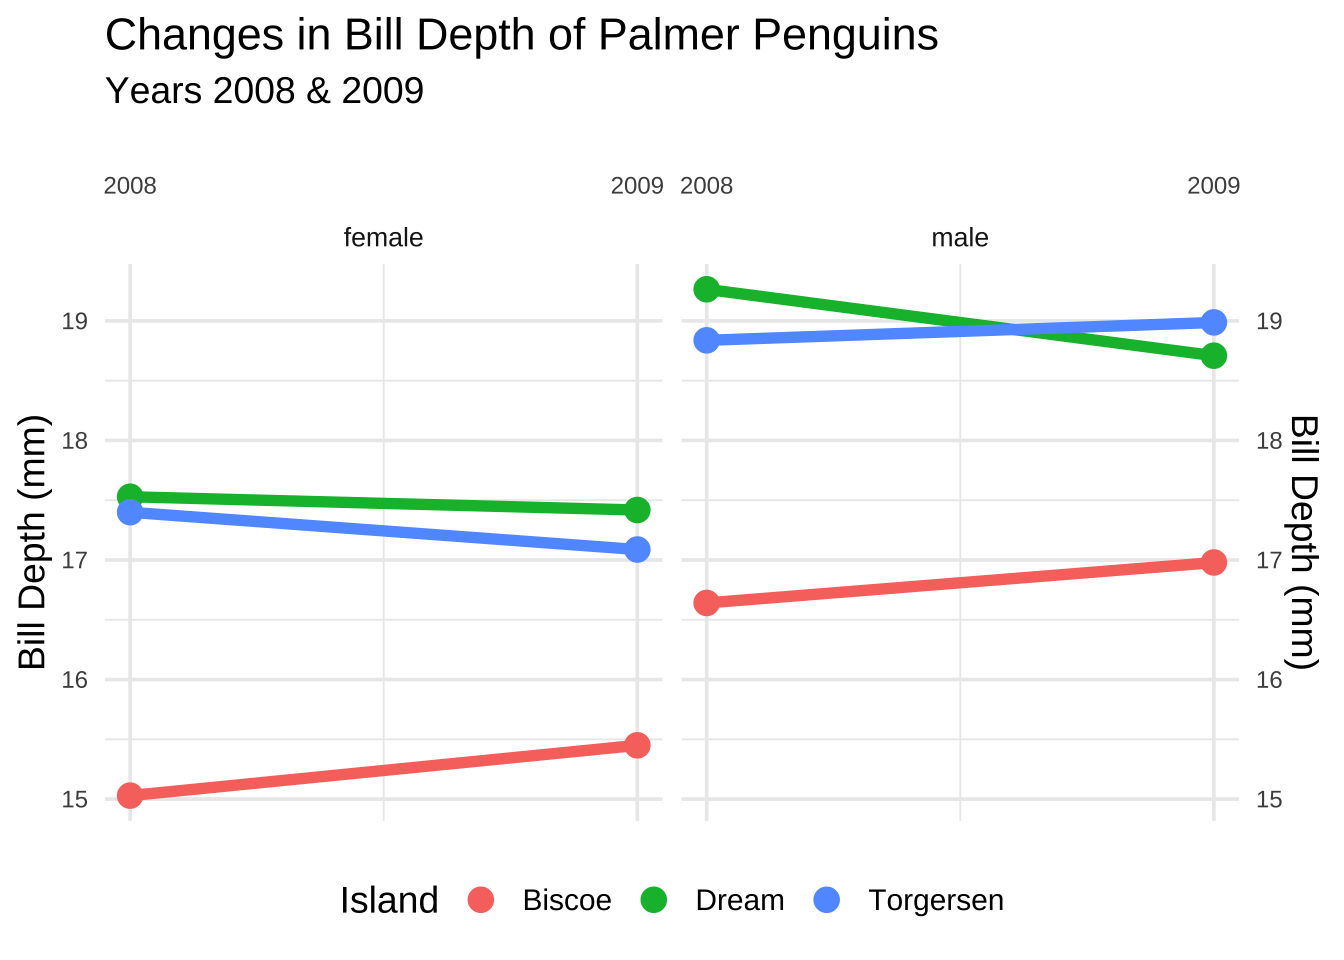 Changes in Bill Depth of Palmer Penguins
Years 2008 & 2009
2008 2009 2008 2009
female male
19 19
18 18
17 17
16 16
15 15
Bill Depth (mm)
Bill Depth (mm)
Island Biscoe Dream Torgersen